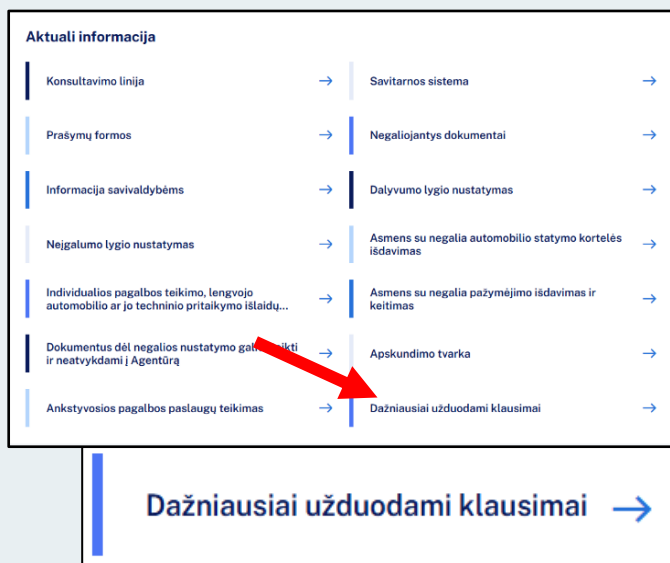 Aktuali informacija
Konsultavimo linija
Savitarnos sistema
Prašymų formos
Negaliojantys dokumentai
Informacija savivaldybėms
Dalyvumo lygio nustatymas
Neįgalumo lygio nustatymas
Asmens su negalia automobilio statymo kortelės
išdavimas
Individualios pagalbos teikimo, lengvojo
automobilio ar jo techninio pritaikymo išlaidų...
Asmens su negalia pažymėjimo išdavimas ir
keitimas
Dokumentus dėl negalios nustatymo
ir neatvykdami į Agentūrą
Apskundimo tvarka
Ankstyvosios pagalbos paslaugų teikimas
Dažniausiai užduodami klausimai
Dažniausiai užduodami klausimai